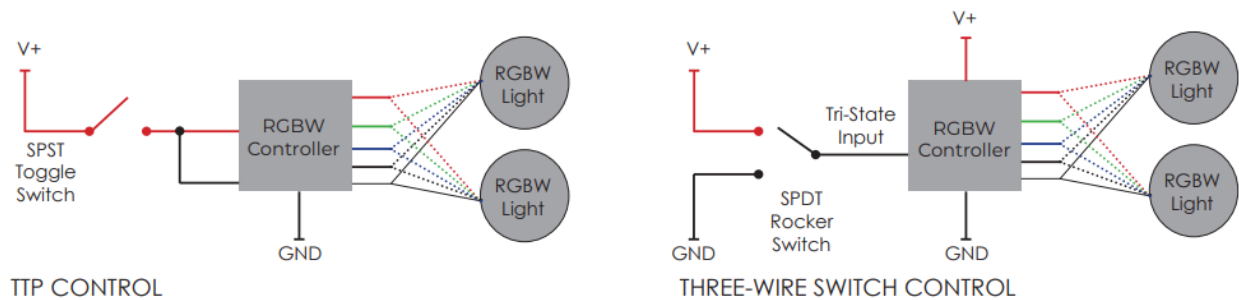 V+
SPST
Toggle
Switch
RGBW
Controller
GND
RGBW
Light
RGBW
Light
TTP CONTROL
V+
V+
Tri-State
Input
SPDT
Rocker
Switch
GND
RGBW
Controller
GND
RGBW
Light
RGBW
Light
THREE-WIRE SWITCH CONTROL